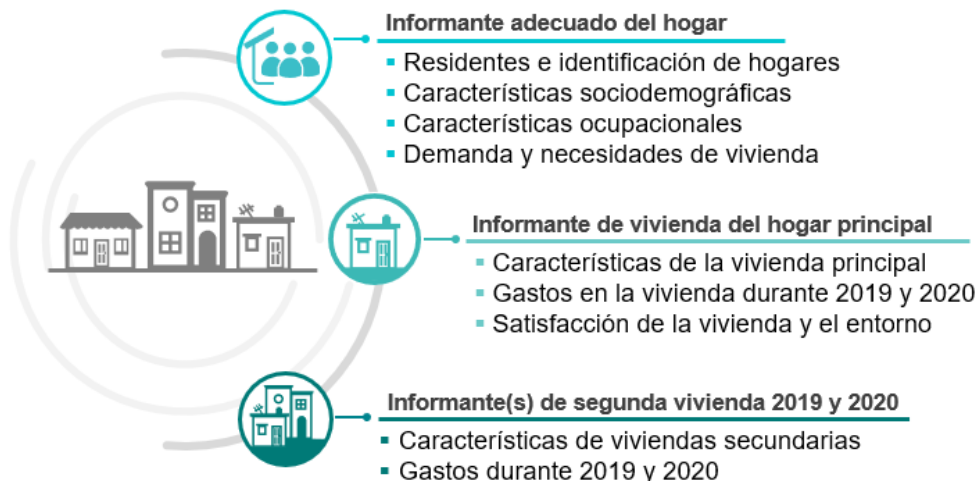 Informante adecuado del hogar
▪ Residentes e identificación de hogares
▪ Características sociodemográficas
▪ Características ocupacionales
▪ Demanda y necesidades de vivienda
Informante de vivienda del hogar principal
▪ Características de la vivienda principal
▪ Gastos en la vivienda durante 2019 y 2020
▪ Satisfacción de la vivienda y el entorno
Informante(s) de segunda vivienda 2019 y 2020
▪ Características de viviendas secundarias
▪ Gastos durante 2019 y 2020